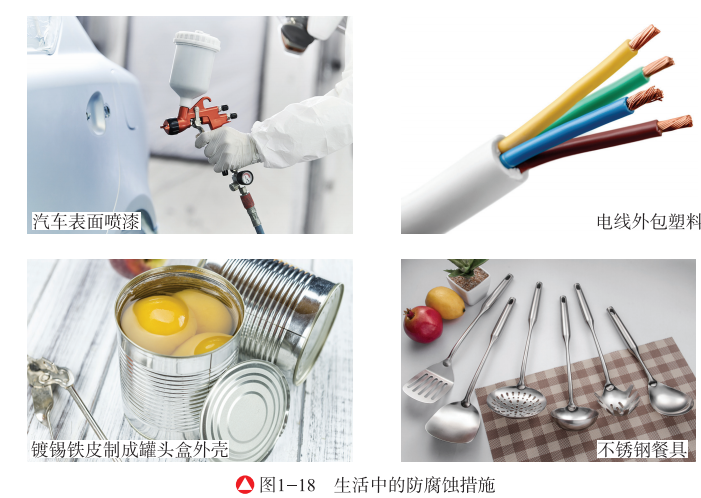 汽车表面喷漆
电线外包塑料
镀锡铁皮制成罐头盒外壳
不锈钢餐具
图1-18 生活中的防腐蚀措施